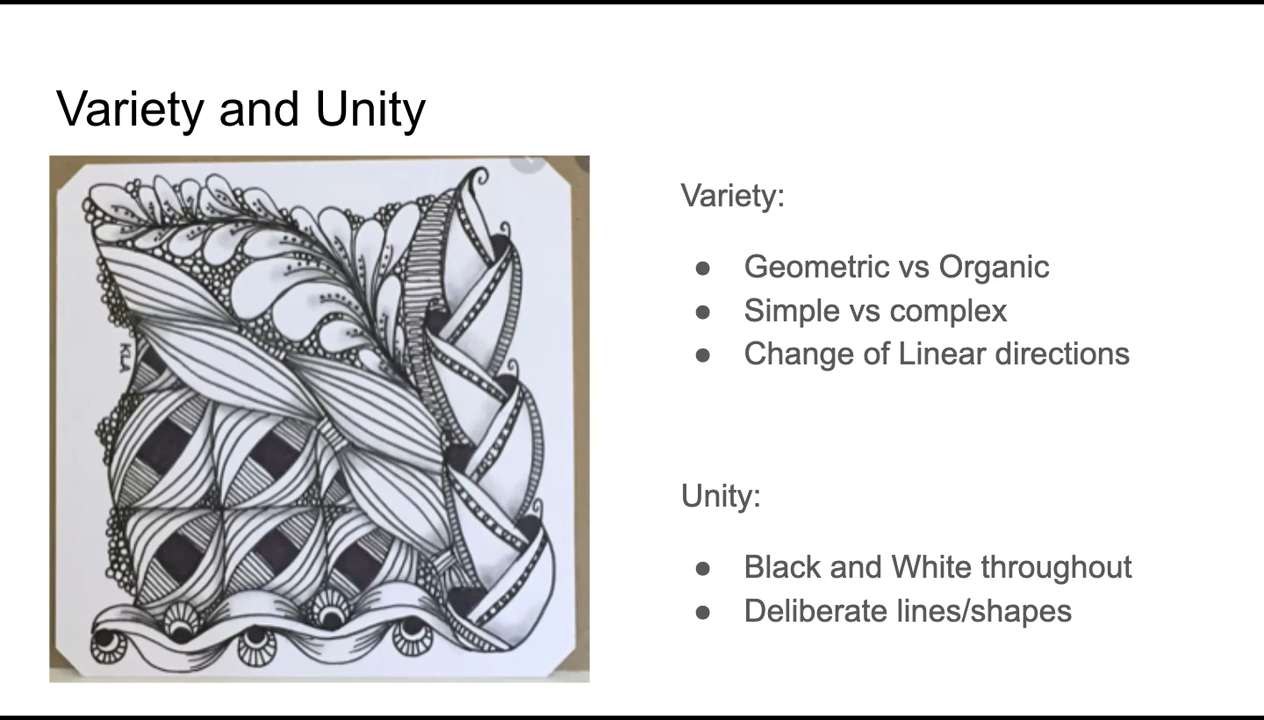 Variety and Unity
KLA
Variety:
● Geometric vs Organic
● Simple vs complex
● Change of Linear directions
Unity:
● Black and White throughout
● Deliberate lines/shapes